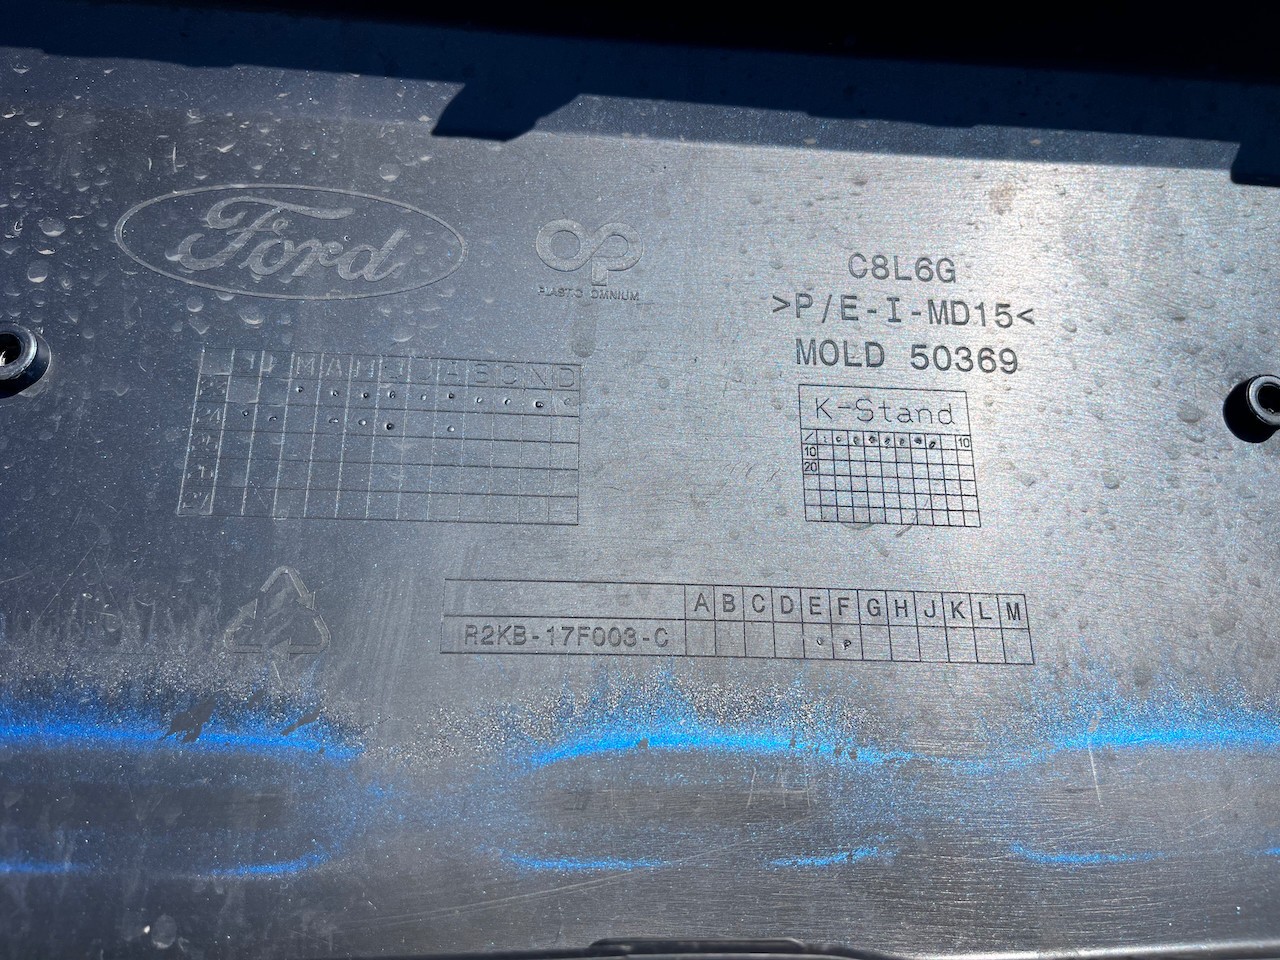 Ford
PLASTIC OMNIUM
C8L6G
>P/E-I-MD15<
MOLD 50369
K-Stand
10
10
20
A B C D E F G H J K L M
R2KB-17F003-C